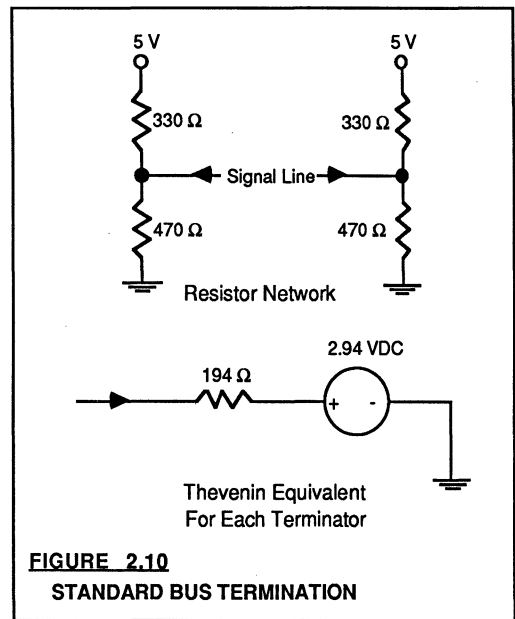 5 V 5 V
330 Ω 330 Ω
Signal Line
470 Ω 470 Ω
Resistor Network
2.94 VDC
194 Ω
+ -
Thevenin Equivalent
For Each Terminator
FIGURE 2.10
STANDARD BUS TERMINATION